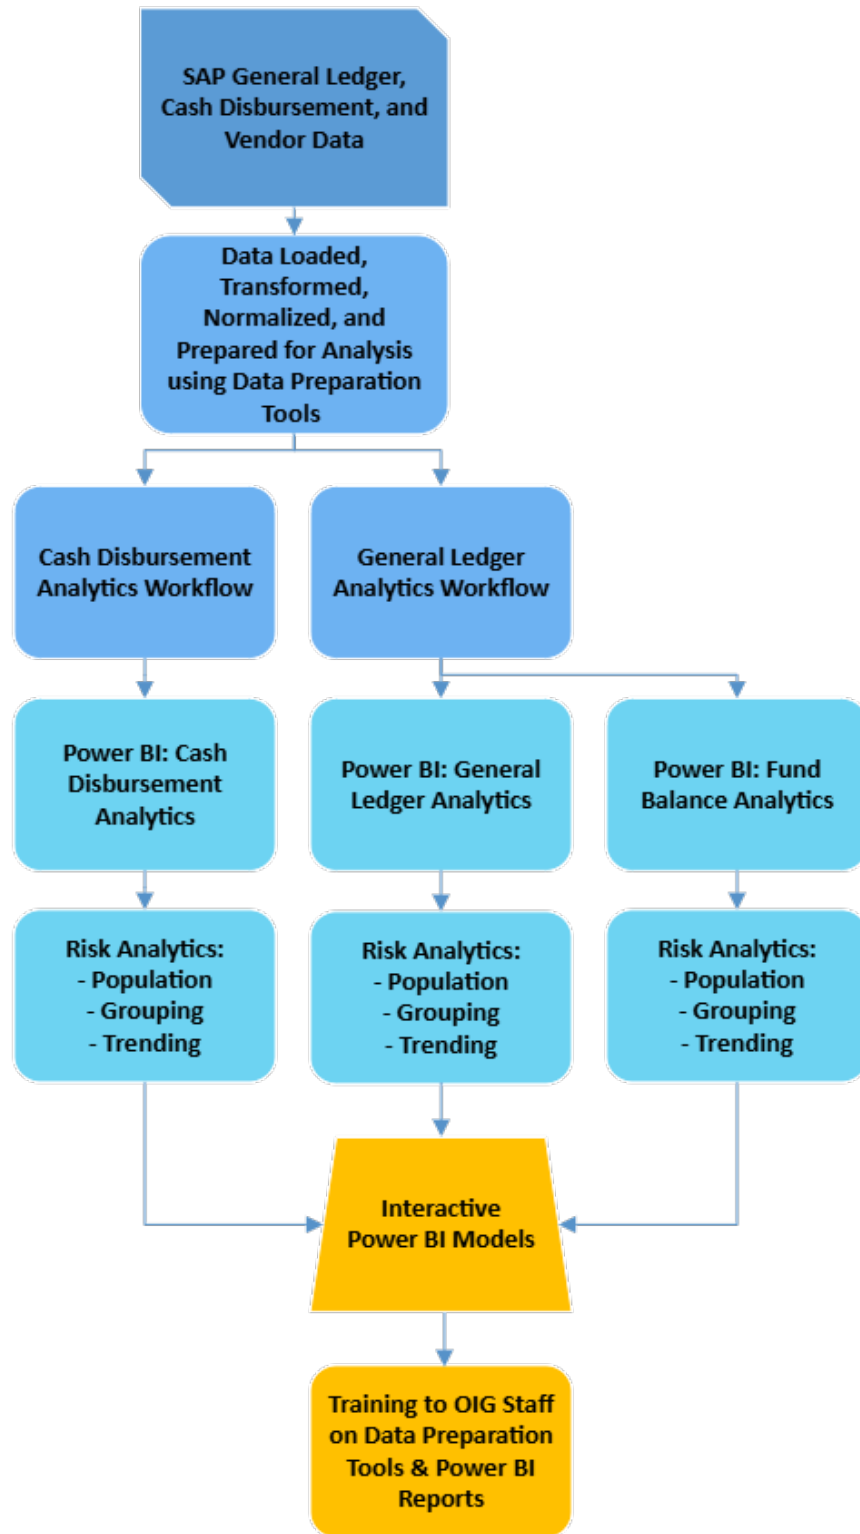 SAP General Ledger,
Cash Disbursement, and
Vendor Data
Data Loaded,
Transformed,
Normalized, and
Prepared for Analysis
using Data Preparation
Tools
Cash Disbursement
Analytics Workflow
General Ledger
Analytics Workflow
Power BI: Cash
Disbursement
Analytics
Power BI: General
Ledger Analytics
Power BI: Fund
Balance Analytics
Risk Analytics:
- Population
- Grouping
- Trending
Risk Analytics:
- Population
- Grouping
- Trending
Risk Analytics:
- Population
- Grouping
- Trending
Interactive
Power BI Models
Training to OIG Staff
on Data Preparation
Tools & Power BI
Reports